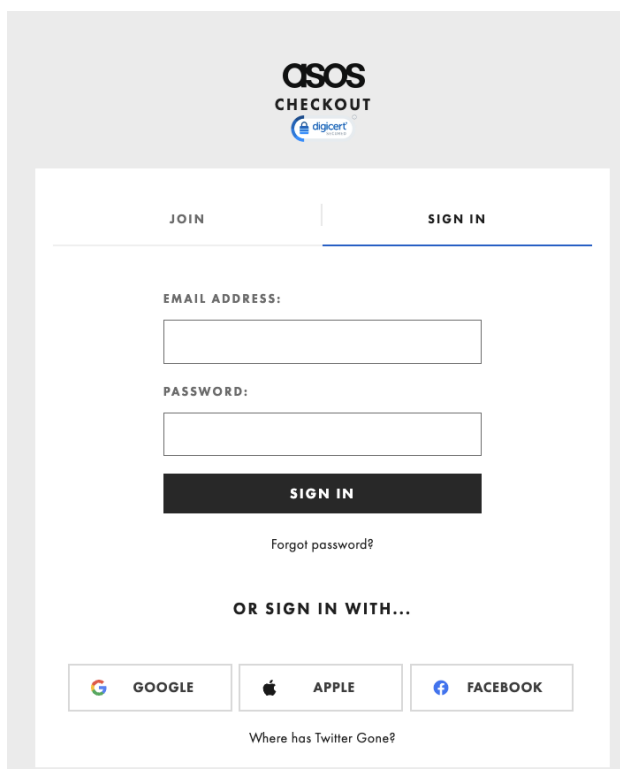 asos
CHECKOUT
digicert
SECURED
JOIN
SIGN IN
EMAIL ADDRESS:
PASSWORD:
SIGN IN
Forgot password?
OR SIGN IN WITH...
GOOGLE
APPLE
FACEBOOK
Where has Twitter Gone?